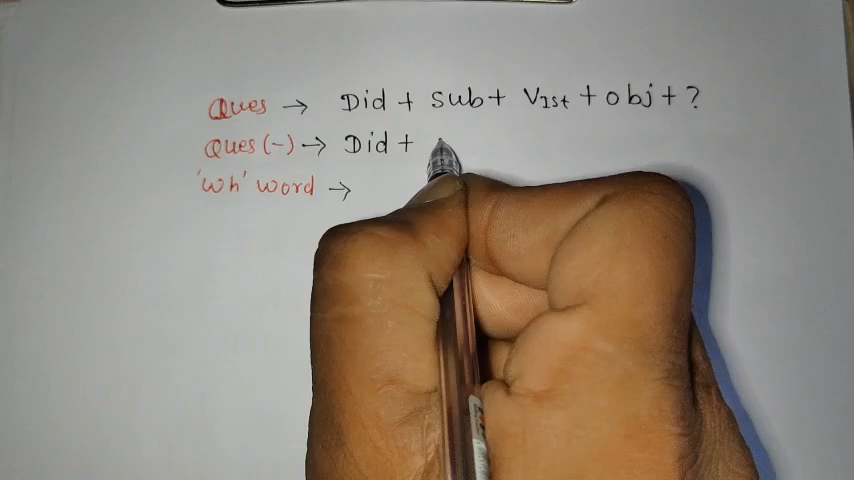 Ques → Did + Sub + V1st + obj + ?
Ques (-) → Did +
'Wh' word →